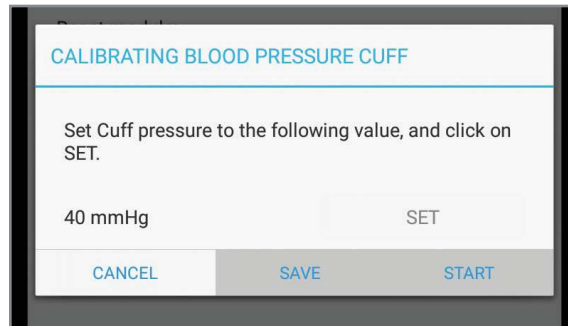 CALIBRATING BLOOD PRESSURE CUFF
Set Cuff pressure to the following value, and click on
SET.
40 mmHg SET
CANCEL SAVE START